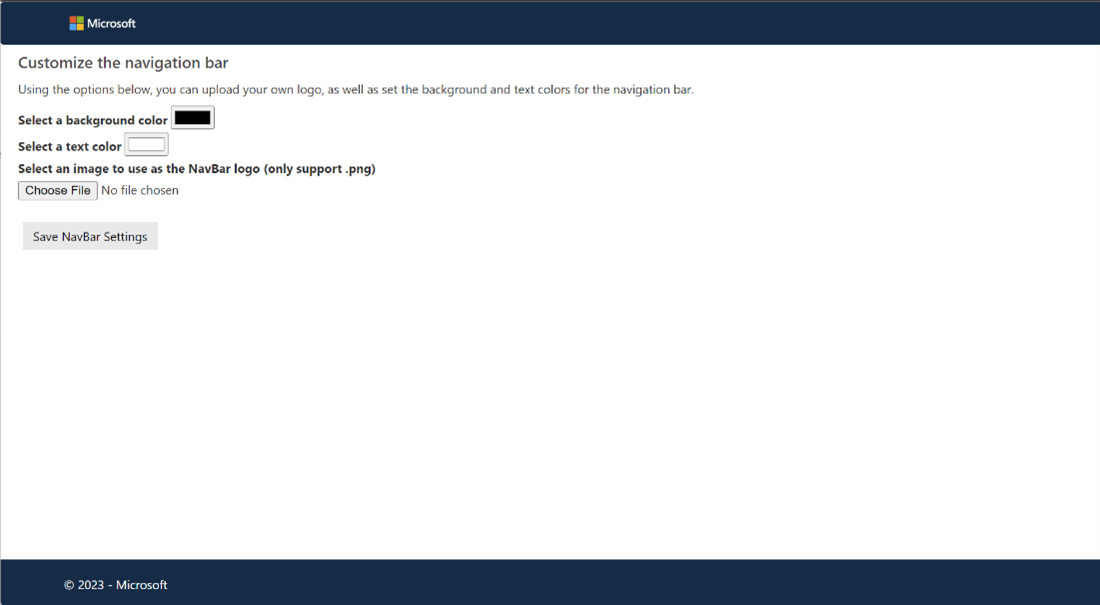 Microsoft
Customize the navigation bar
Using the options below, you can upload your own logo, as well as set the background and text colors for the navigation bar.
Select a background color
Select a text color
Select an image to use as the NavBar logo (only support .png)
Choose File No file chosen
Save NavBar Settings
© 2023 - Microsoft